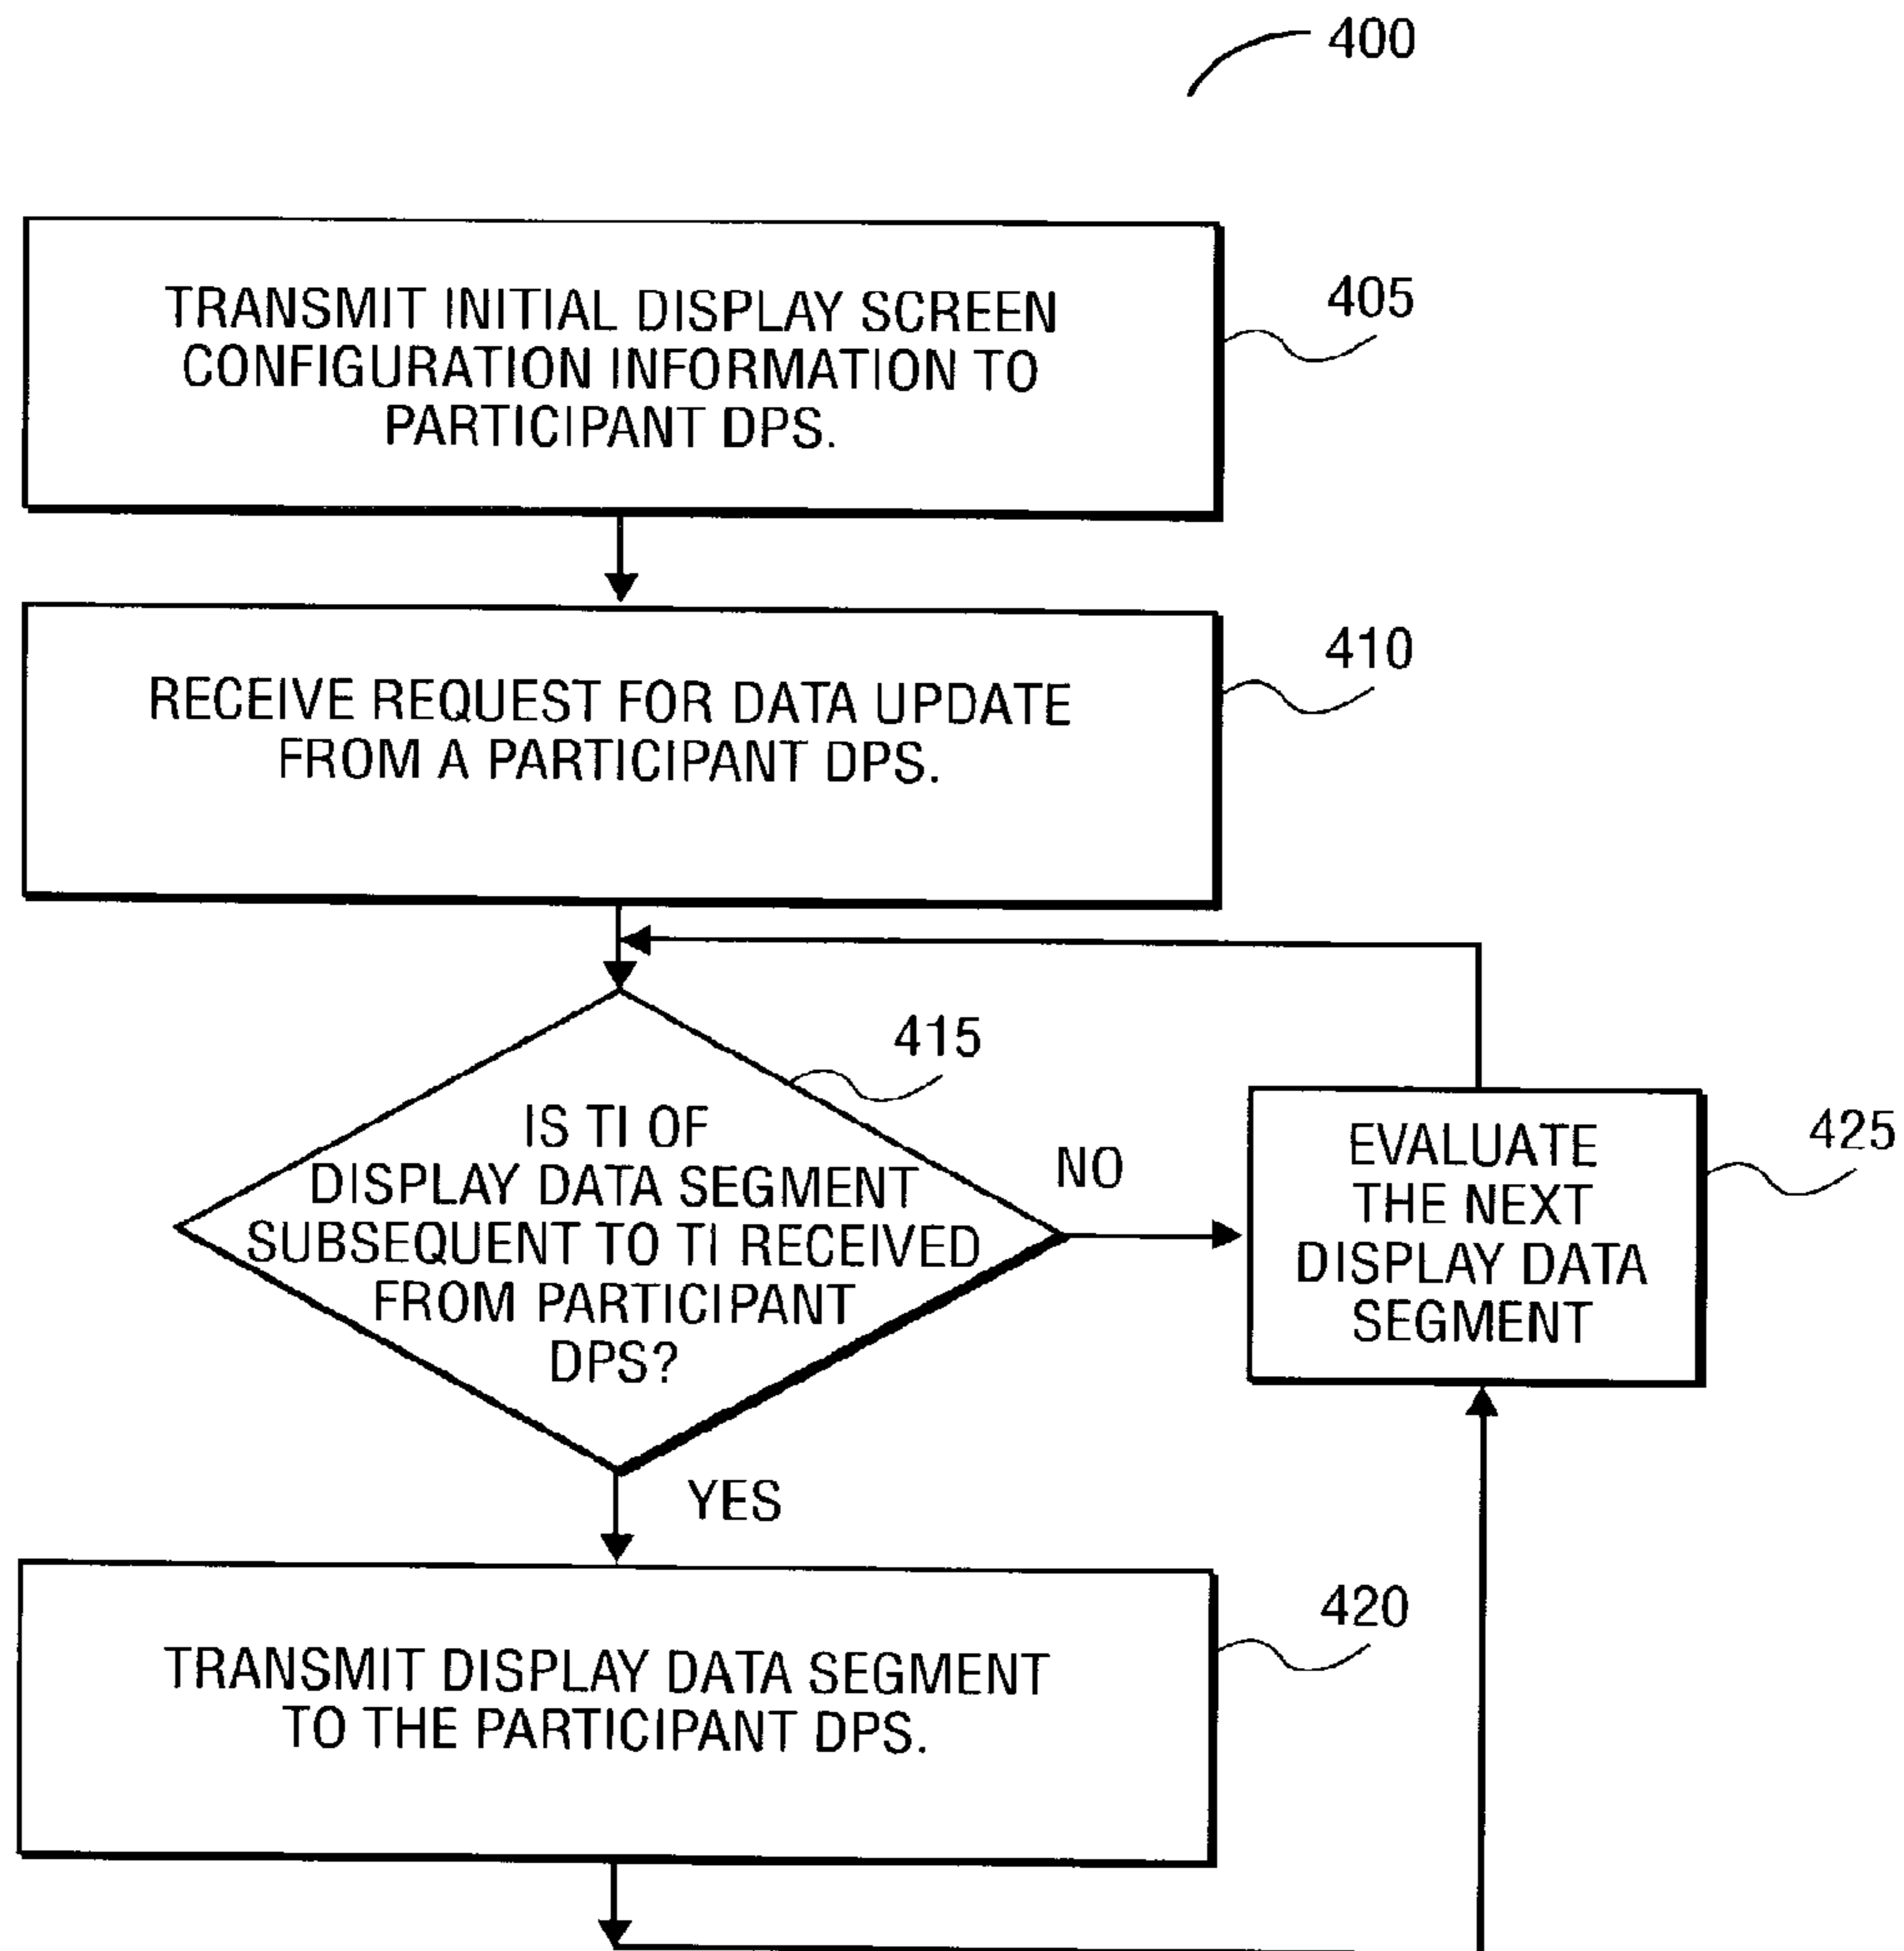 400
TRANSMIT INITIAL DISPLAY SCREEN
CONFIGURATION INFORMATION TO
PARTICIPANT DPS.
405
RECEIVE REQUEST FOR DATA UPDATE
FROM A PARTICIPANT DPS.
410
415
IS TI OF
DISPLAY DATA SEGMENT
SUBSEQUENT TO TI RECEIVED
FROM PARTICIPANT
DPS?
NO
EVALUATE
THE NEXT
DISPLAY DATA
SEGMENT
425
YES
TRANSMIT DISPLAY DATA SEGMENT
TO THE PARTICIPANT DPS.
420